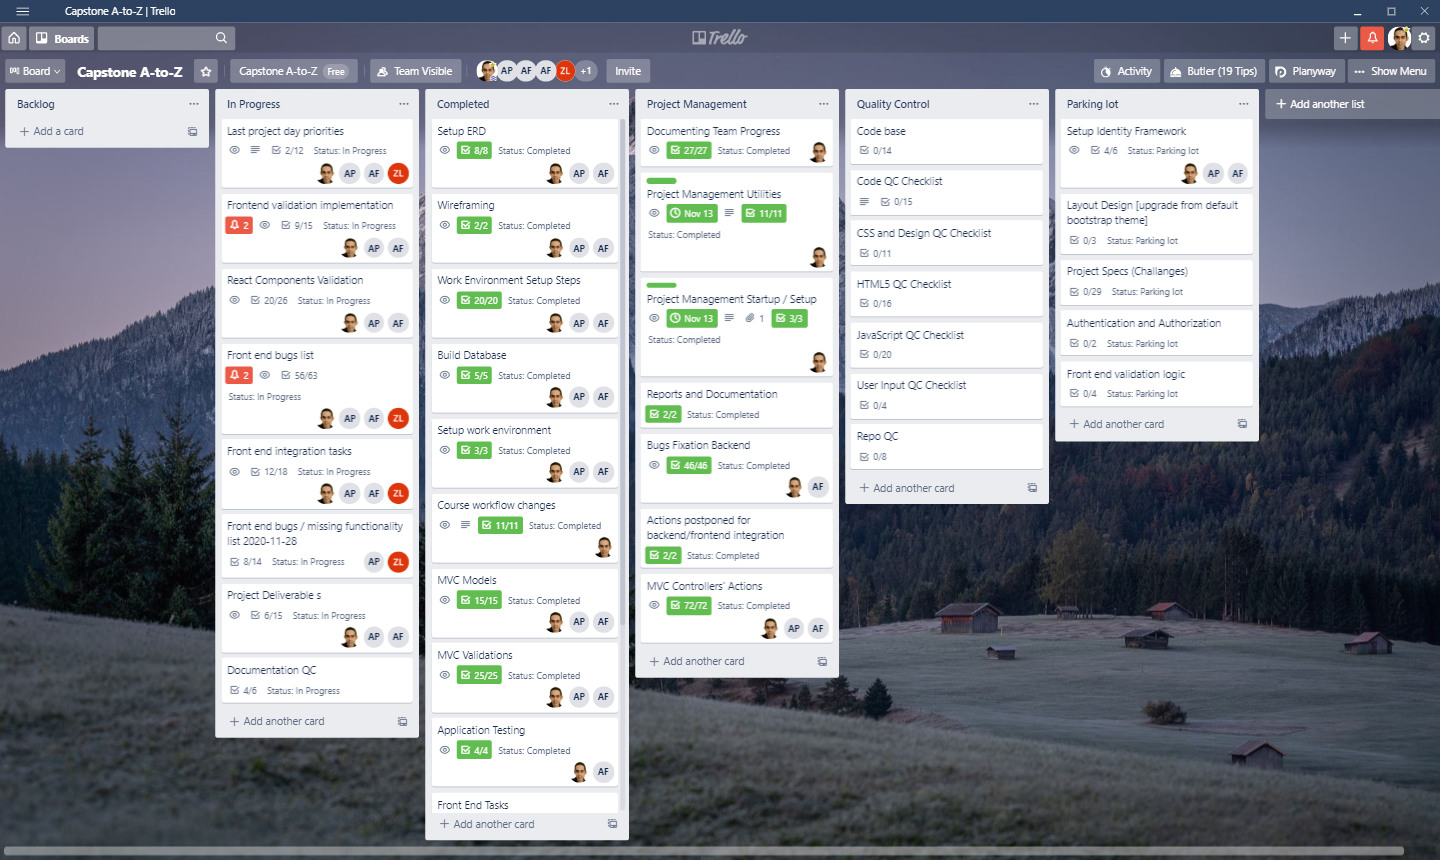 Capstone A-to-Z | Trello
Boards
Trello
Board
Capstone A-to-Z
Capstone A-to-Z Free
Team Visible
AP AF AF ZL +1
Invite
Activity
Butler (19 Tips)
Planyway
Show Menu
Backlog
Add a card
In Progress
Last project day priorities
2/12 Status: In Progress
AP AF ZL
Frontend validation implementation
2 9/15 Status: In Progress
AP AF
React Components Validation
20/26 Status: In Progress
AP AF
Front end bugs list
2 56/63
Status: In Progress
AP AF ZL
Front end integration tasks
12/18 Status: In Progress
AP AF ZL
Front end bugs / missing functionality
list 2020-11-28
8/14 Status: In Progress AP ZL
Project Deliverable s
6/15 Status: In Progress
AP AF
Documentation QC
4/6 Status: In Progress
Add another card
Completed
Setup ERD
8/8 Status: Completed
AP AF
Wireframing
2/2 Status: Completed
AP AF
Work Environment Setup Steps
20/20 Status: Completed
AP AF
Build Database
5/5 Status: Completed
AP AF
Setup work environment
3/3 Status: Completed
AP AF
Course workflow changes
11/11 Status: Completed
MVC Models
15/15 Status: Completed
AP AF
MVC Validations
25/25 Status: Completed
AP AF
Application Testing
4/4 Status: Completed
AF
Front End Tasks
Add another card
Project Management
Documenting Team Progress
27/27 Status: Completed
Project Management Utilities
Nov 13 11/11
Status: Completed
Project Management Startup / Setup
Nov 13 1 3/3
Status: Completed
Reports and Documentation
2/2 Status: Completed
Bugs Fixation Backend
46/46 Status: Completed
AF
Actions postponed for
backend/frontend integration
2/2 Status: Completed
MVC Controllers' Actions
72/72 Status: Completed
AP AF
Add another card
Quality Control
Code base
0/14
Code QC Checklist
0/15
CSS and Design QC Checklist
0/11
HTML5 QC Checklist
0/16
JavaScript QC Checklist
0/20
User Input QC Checklist
0/4
Repo QC
0/8
Add another card
Parking lot
Setup Identity Framework
4/6 Status: Parking lot
AP AF
Layout Design [upgrade from default
bootstrap theme]
0/3 Status: Parking lot
Project Specs (Challanges)
0/29 Status: Parking lot
Authentication and Authorization
0/2 Status: Parking lot
Front end validation logic
0/4 Status: Parking lot
Add another card
Add another list